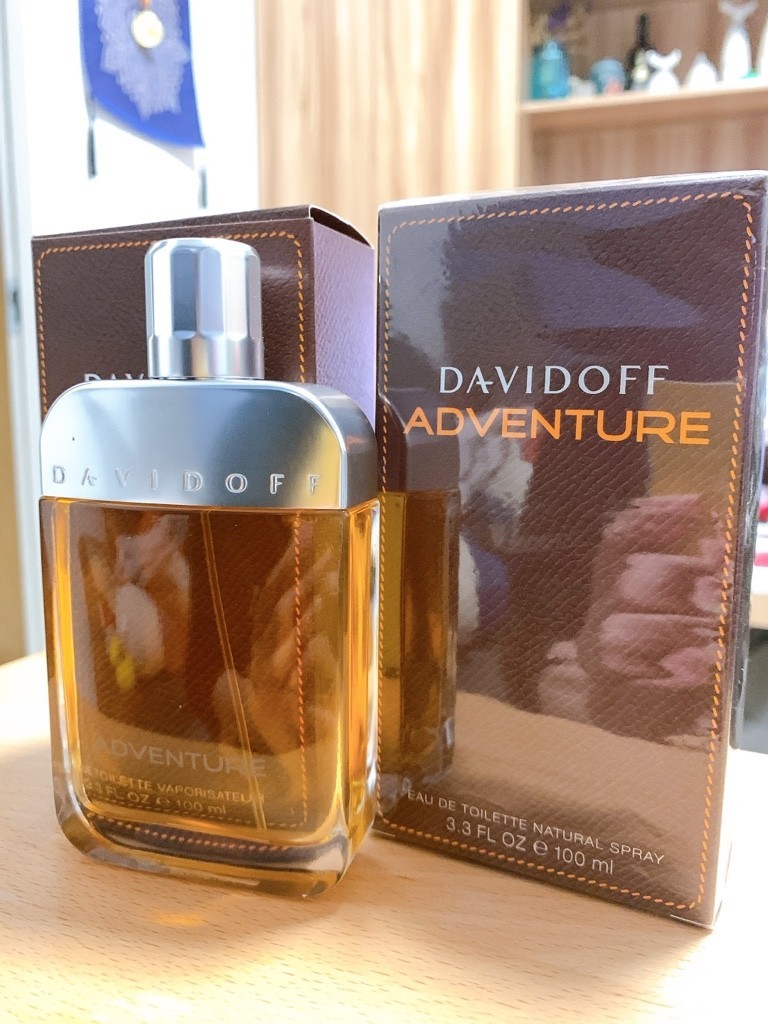 DAVIDOFF
ADVENTURE
EAU DE TOILETTE NATURAL SPRAY
3.3 FL OZ e 100 ml
DAVIDOFF
ADVENTURE
TOILETTE VAPORISATEUR
3.3 FL OZ e 100 ml